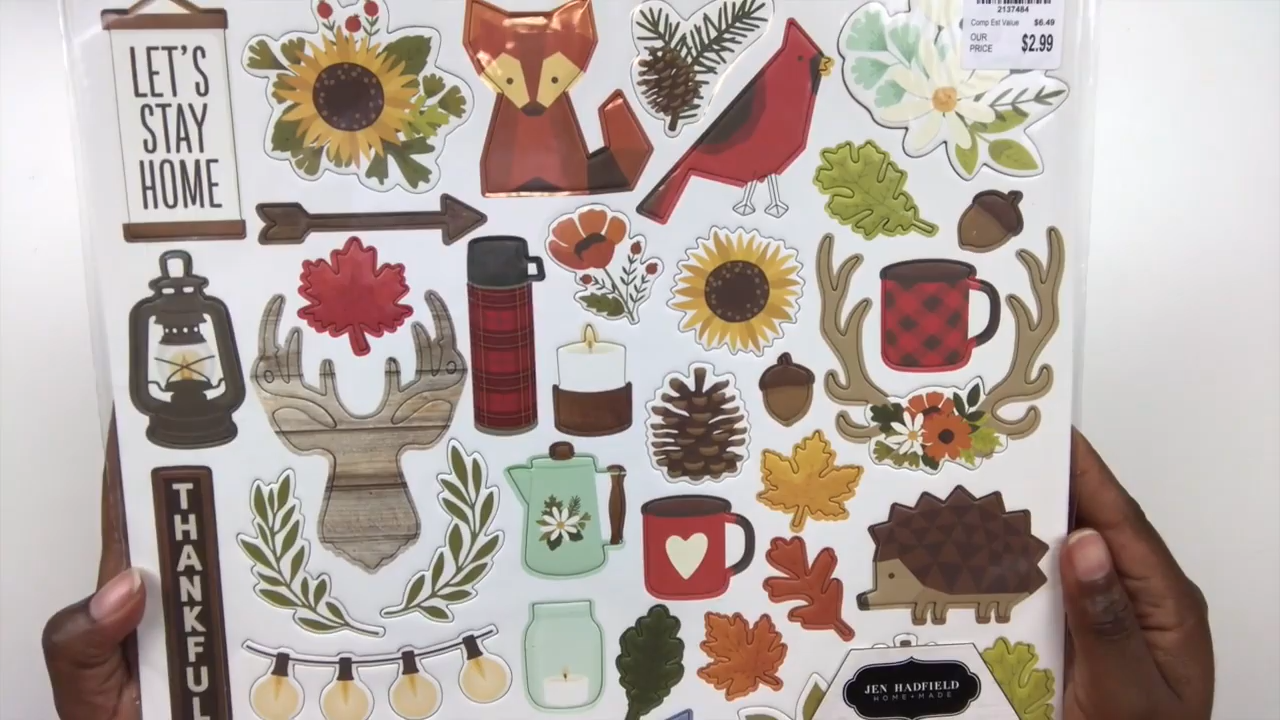 2137484
Comp Est Value $6.49
OUR PRICE $2.99
LET'S
STAY
HOME
THANKFUL
JEN HADFIELD
HOME+MADE